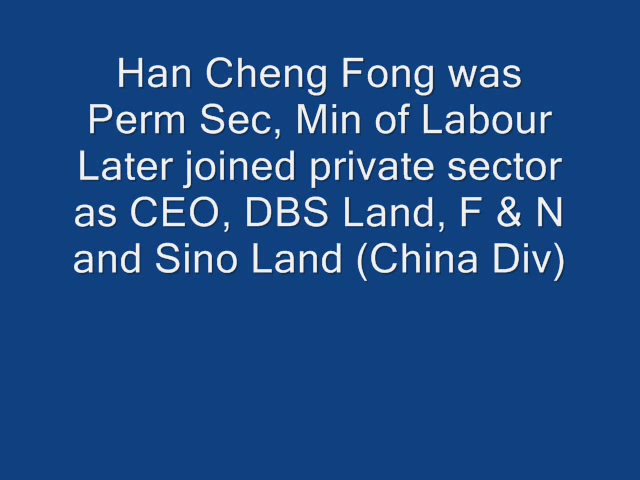 Han Cheng Fong was
Perm Sec, Min of Labour
Later joined private sector
as CEO, DBS Land, F & N
and Sino Land (China Div)